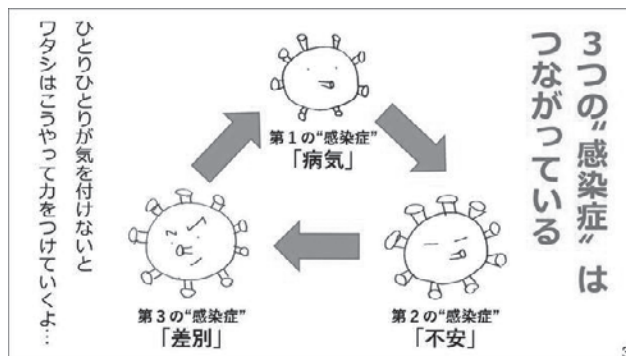 3つの“感染症”は
つながっている
第1の“感染症”
「病気」
第2の“感染症”
「不安」
第3の“感染症”
「差別」
ひとりひとりが気を付けないと
ワタシはこうやって力をつけていくよ…